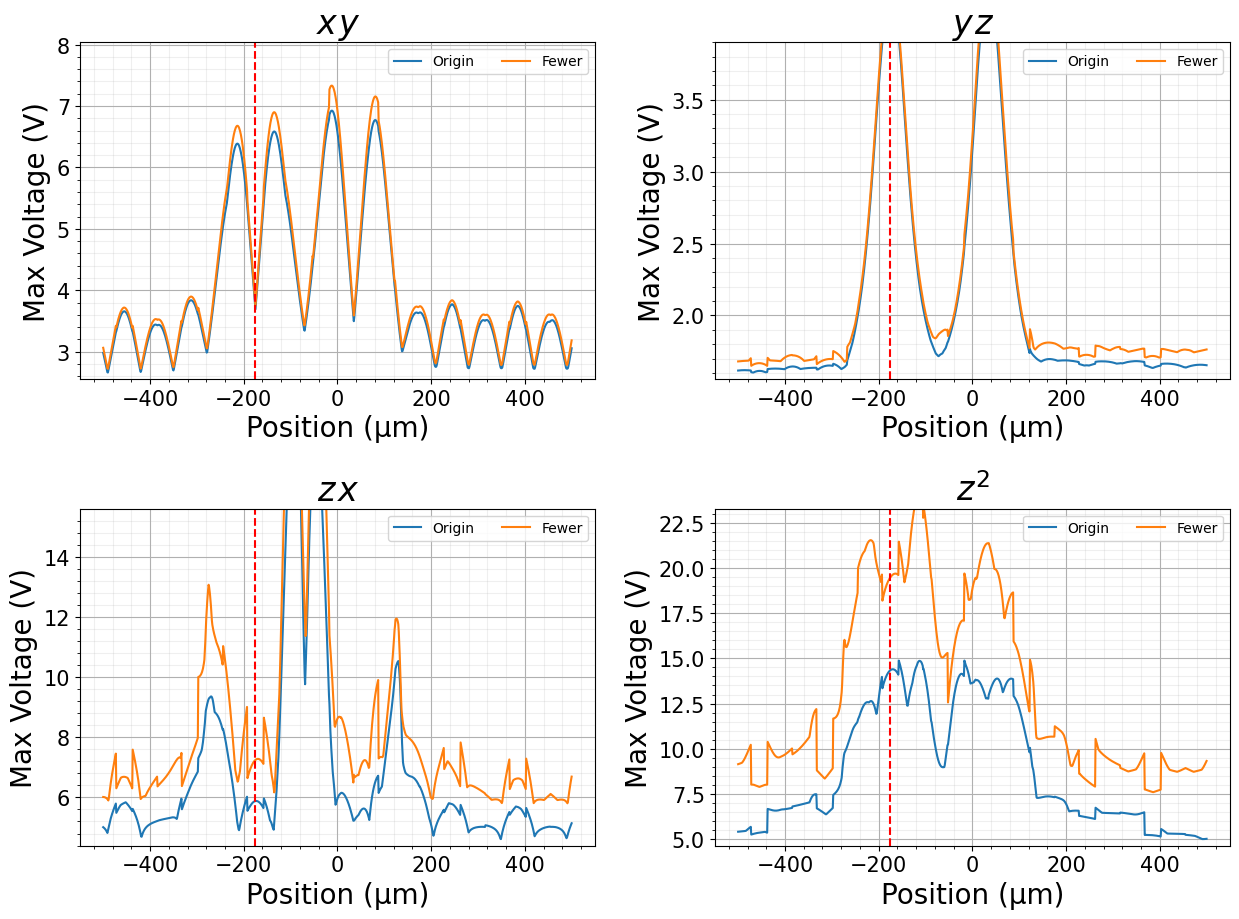 xy
Max Voltage (V)
8
7
6
5
4
3
Origin Fewer
−400 −200 0 200 400
Position (μm)
yz
Max Voltage (V)
3.5
3.0
2.5
2.0
Origin Fewer
−400 −200 0 200 400
Position (μm)
zx
Max Voltage (V)
14
12
10
8
6
Origin Fewer
−400 −200 0 200 400
Position (μm)
z²
Max Voltage (V)
22.5
20.0
17.5
15.0
12.5
10.0
7.5
5.0
Origin Fewer
−400 −200 0 200 400
Position (μm)